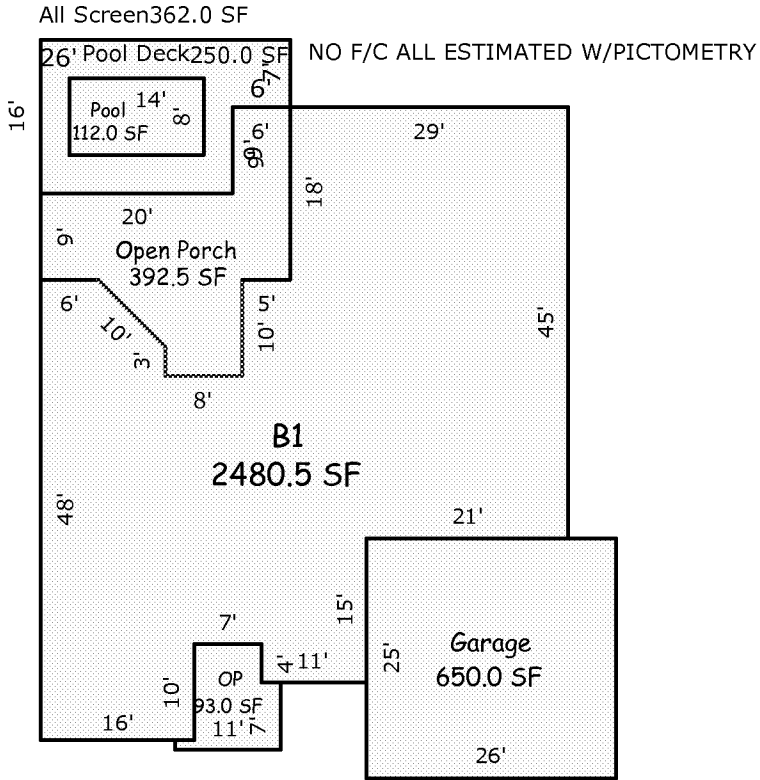 All Screen362.0 SF
NO F/C ALL ESTIMATED W/PICTOMETRY
26' Pool Deck250.0 SF
7'
6'
16'
14'
Pool
8'
112.0 SF
6'
9'
29'
18'
20'
9'
Open Porch
392.5 SF
6'
5'
10'
10'
3'
45'
8'
B1
2480.5 SF
48'
21'
15'
7'
Garage
25'
650.0 SF
4' 11'
OP
10'
93.0 SF
16'
11' 7'
26'